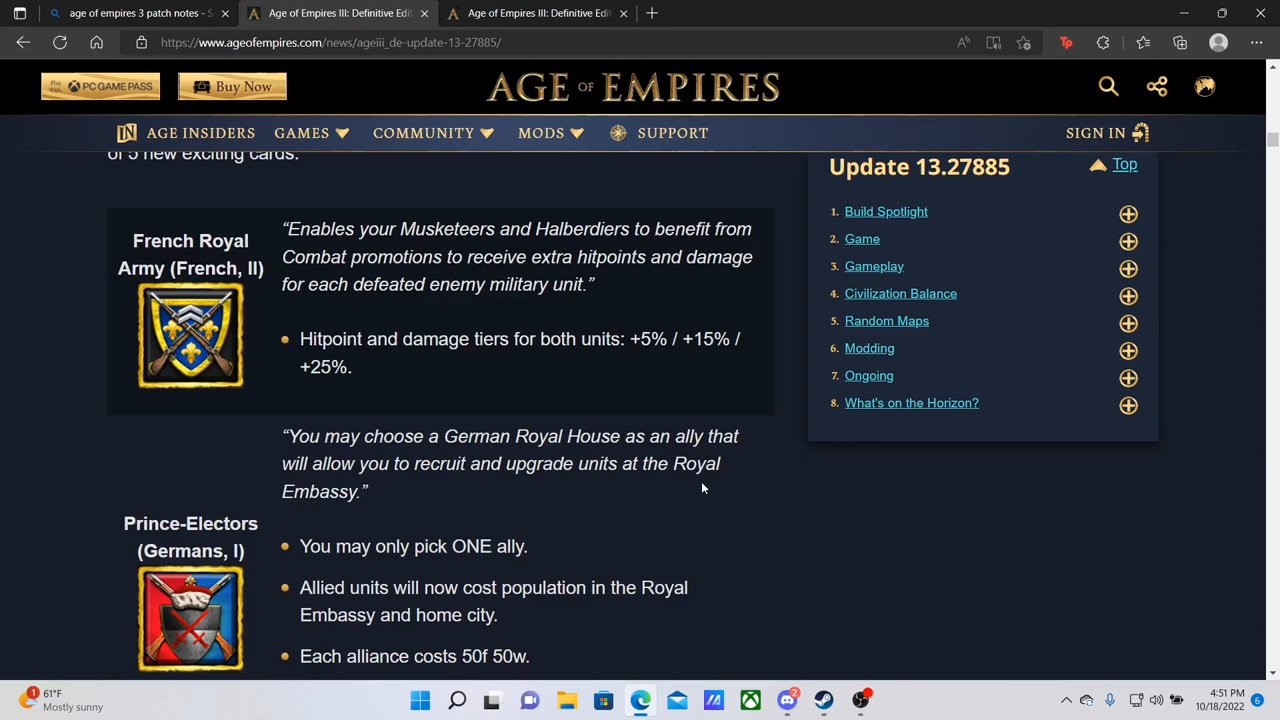 age of empires 3 patch notes - S
Age of Empires III: Definitive Edit
Age of Empires III: Definitive Edit
https://www.ageofempires.com/news/ageiii_de-update-13-27885/
PC GAME PASS
Buy Now
AGE OF EMPIRES
AGE INSIDERS
GAMES
COMMUNITY
MODS
SUPPORT
SIGN IN
of 5 new exciting cards.
French Royal
Army (French, II)
“Enables your Musketeers and Halberdiers to benefit from
Combat promotions to receive extra hitpoints and damage
for each defeated enemy military unit.”
Hitpoint and damage tiers for both units: +5% / +15% /
+25%.
“You may choose a German Royal House as an ally that
will allow you to recruit and upgrade units at the Royal
Embassy.”
Prince-Electors
(Germans, I)
You may only pick ONE ally.
Allied units will now cost population in the Royal
Embassy and home city.
Each alliance costs 50f 50w.
Update 13.27885
Top
1. Build Spotlight
2. Game
3. Gameplay
4. Civilization Balance
5. Random Maps
6. Modding
7. Ongoing
8. What's on the Horizon?
1
61°F
Mostly sunny
2
4:51 PM
10/18/2022
6